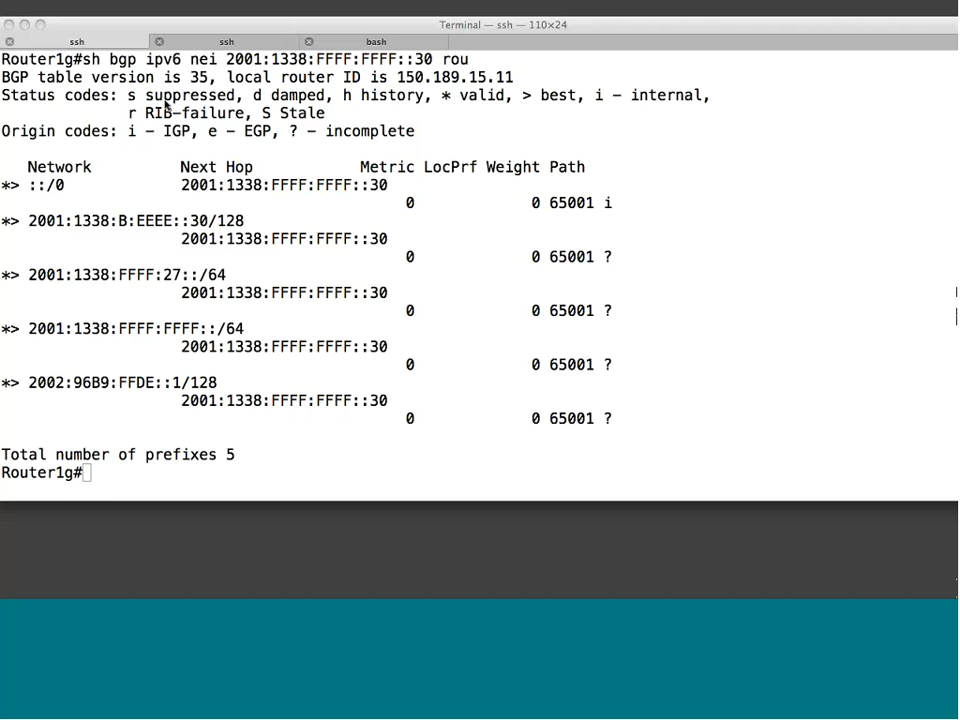 Terminal — ssh — 110×24
ssh ssh bash
Router1g#sh bgp ipv6 nei 2001:1338:FFFF:FFFF::30 rou
BGP table version is 35, local router ID is 150.189.15.11
Status codes: s suppressed, d damped, h history, * valid, > best, i - internal,
r RIB-failure, S Stale
Origin codes: i - IGP, e - EGP, ? - incomplete
Network Next Hop Metric LocPrf Weight Path
*> ::/0 2001:1338:FFFF:FFFF::30
0 0 65001 i
*> 2001:1338:B:EEEE::30/128
2001:1338:FFFF:FFFF::30
0 0 65001 ?
*> 2001:1338:FFFF:27::/64
2001:1338:FFFF:FFFF::30
0 0 65001 ?
*> 2001:1338:FFFF:FFFF::/64
2001:1338:FFFF:FFFF::30
0 0 65001 ?
*> 2002:96B9:FFDE::1/128
2001:1338:FFFF:FFFF::30
0 0 65001 ?
Total number of prefixes 5
Router1g#